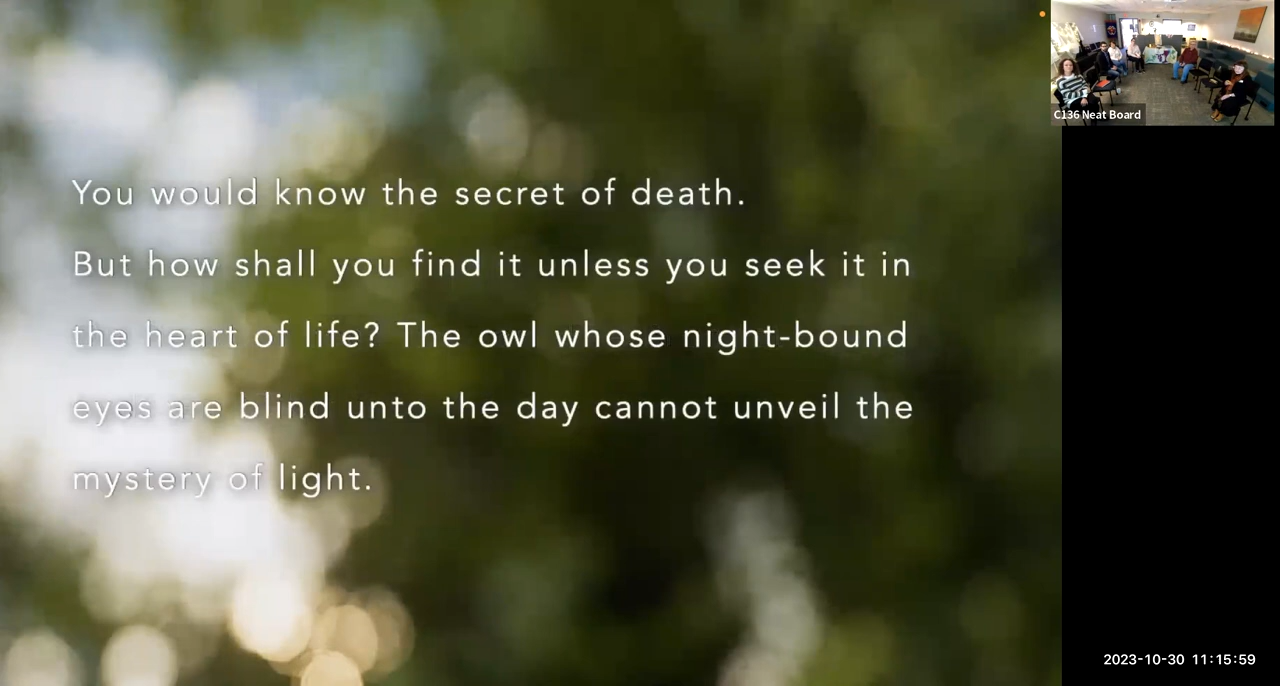 You would know the secret of death.
But how shall you find it unless you seek it in
the heart of life? The owl whose night-bound
eyes are blind unto the day cannot unveil the
mystery of light.
C136 Neat Board
2023-10-30 11:15:59